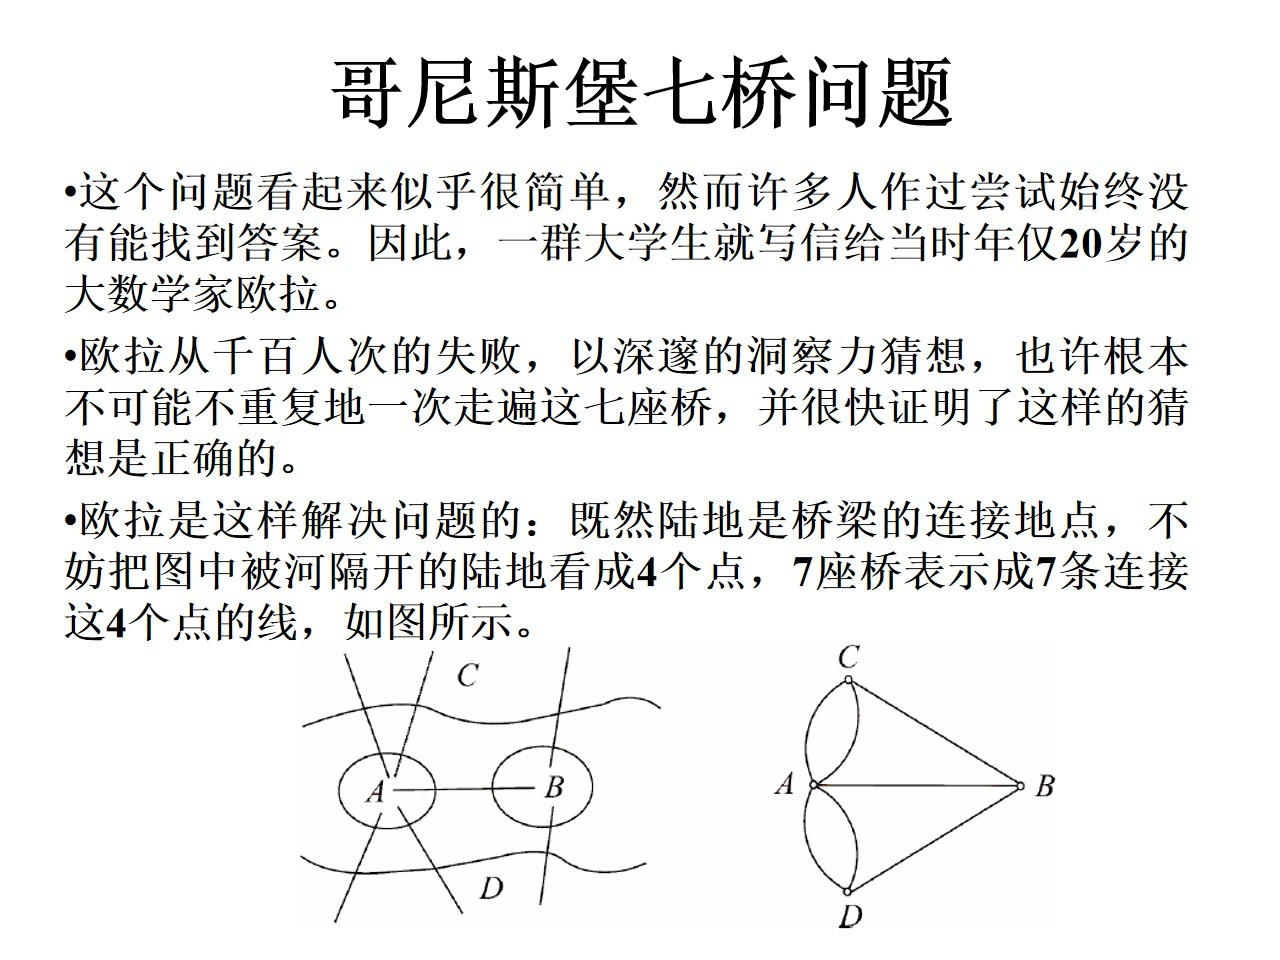 哥尼斯堡七桥问题
•这个问题看起来似乎很简单，然而许多人作过尝试始终没
有能找到答案。因此，一群大学生就写信给当时年仅20岁的
大数学家欧拉。
•欧拉从千百人次的失败，以深邃的洞察力猜想，也许根本
不可能不重复地一次走遍这七座桥，并很快证明了这样的猜
想是正确的。
•欧拉是这样解决问题的：既然陆地是桥梁的连接地点，不
妨把图中被河隔开的陆地看成4个点，7座桥表示成7条连接
这4个点的线，如图所示。
C
A
B
D
C
A
B
D